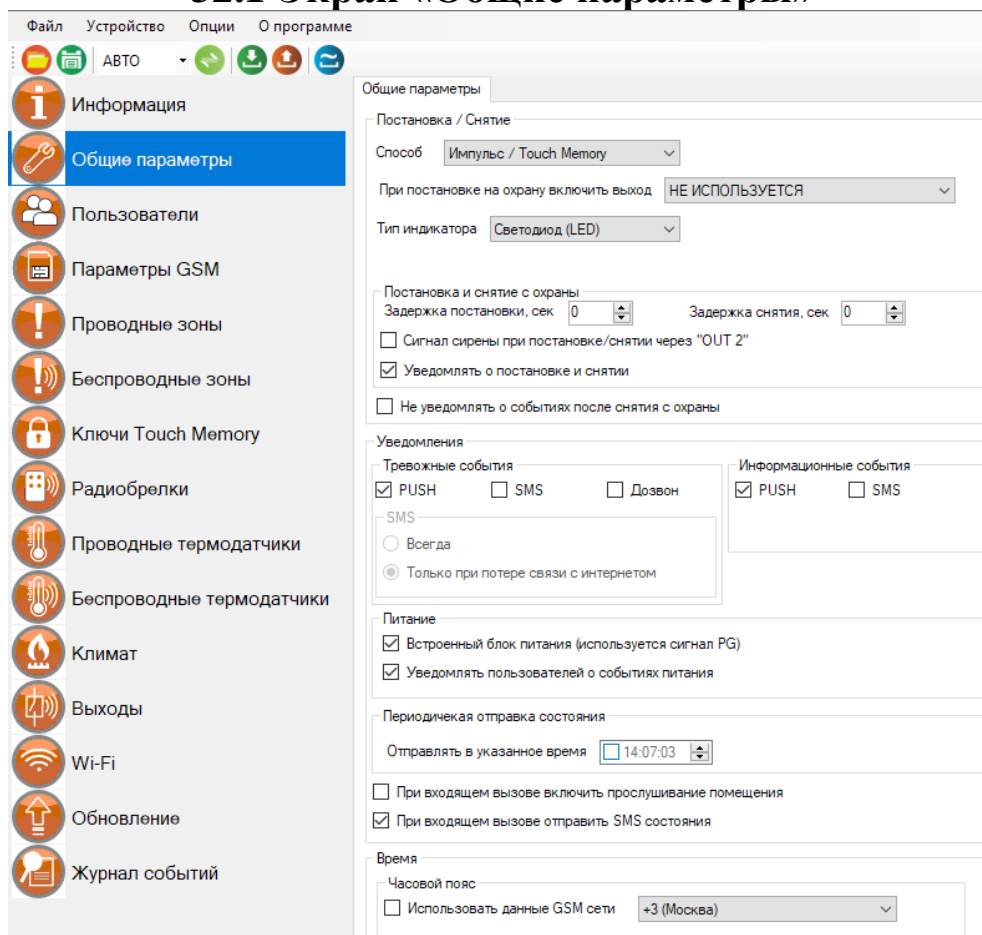 32.1 Экран «Общие параметры»
Файл Устройство Опции О программе
АВТО
Информация
Общие параметры
Пользователи
Параметры GSM
Проводные зоны
Беспроводные зоны
Ключи Touch Memory
Радиобрелки
Проводные термодатчики
Беспроводные термодатчики
Климат
Выходы
Wi-Fi
Обновление
Журнал событий
Общие параметры
Постановка / Снятие
Способ Импульс / Touch Memory
При постановке на охрану включить выход НЕ ИСПОЛЬЗУЕТСЯ
Тип индикатора Светодиод (LED)
Постановка и снятие с охраны
Задержка постановки, сек 0 Задержка снятия, сек 0
Сигнал сирены при постановке/снятии через "OUT 2"
Уведомлять о постановке и снятии
Не уведомлять о событиях после снятия с охраны
Уведомления
Тревожные события
PUSH SMS Дозвон
SMS
Всегда
Только при потере связи с интернетом
Информационные события
PUSH SMS
Питание
Встроенный блок питания (используется сигнал PG)
Уведомлять пользователей о событиях питания
Периодичекая отправка состояния
Отправлять в указанное время 14:07:03
При входящем вызове включить прослушивание помещения
При входящем вызове отправить SMS состояния
Время
Часовой пояс
Использовать данные GSM сети +3 (Москва)